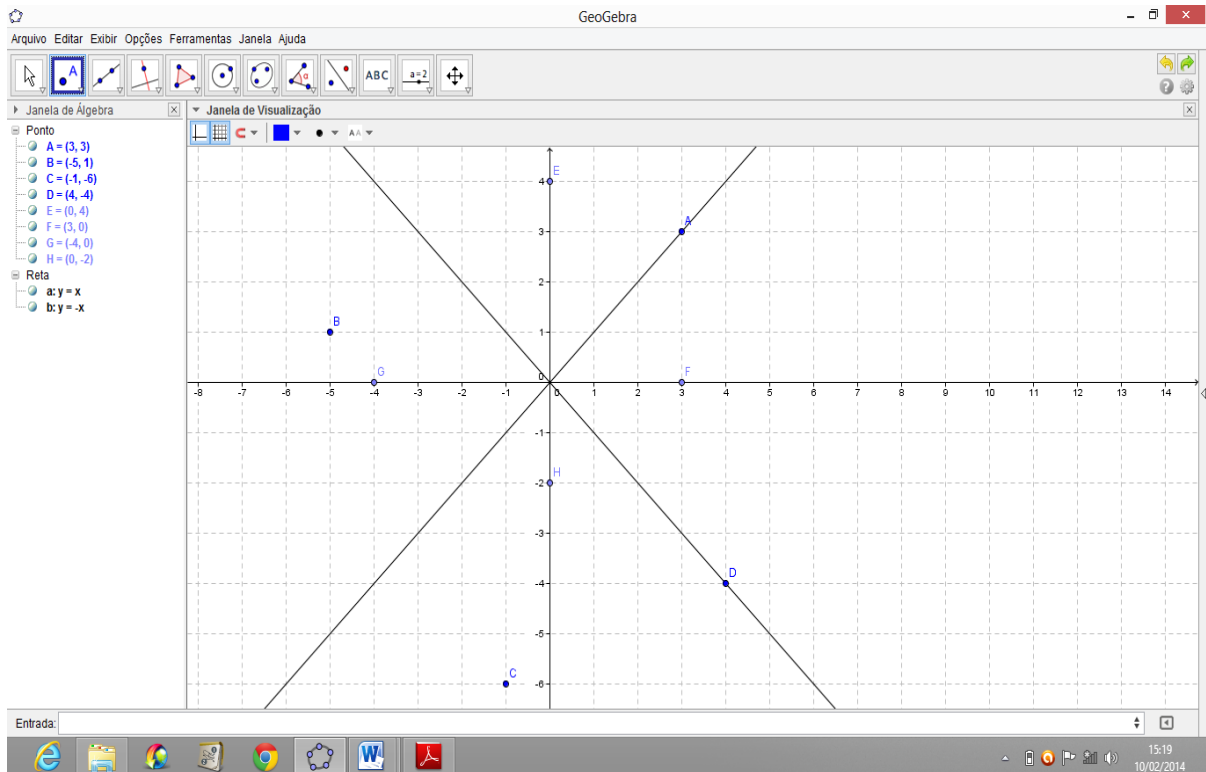 GeoGebra
Arquivo Editar Exibir Opções Ferramentas Janela Ajuda
A
α
ABC
a=2
Janela de Álgebra
Janela de Visualização
AA
Ponto
A = (3, 3)
B = (-5, 1)
C = (-1, -6)
D = (4, -4)
E = (0, 4)
F = (3, 0)
G = (-4, 0)
H = (0, -2)
Reta
a: y = x
b: y = -x
E
4
A
3
2
B
1
G
0
F
-8 -7 -6 -5 -4 -3 -2 -1 0 1 2 3 4 5 6 7 8 9 10 11 12 13 14
-1
H
-2
-3
D
-4
-5
C
-6
Entrada:
W
15:19
10/02/2014